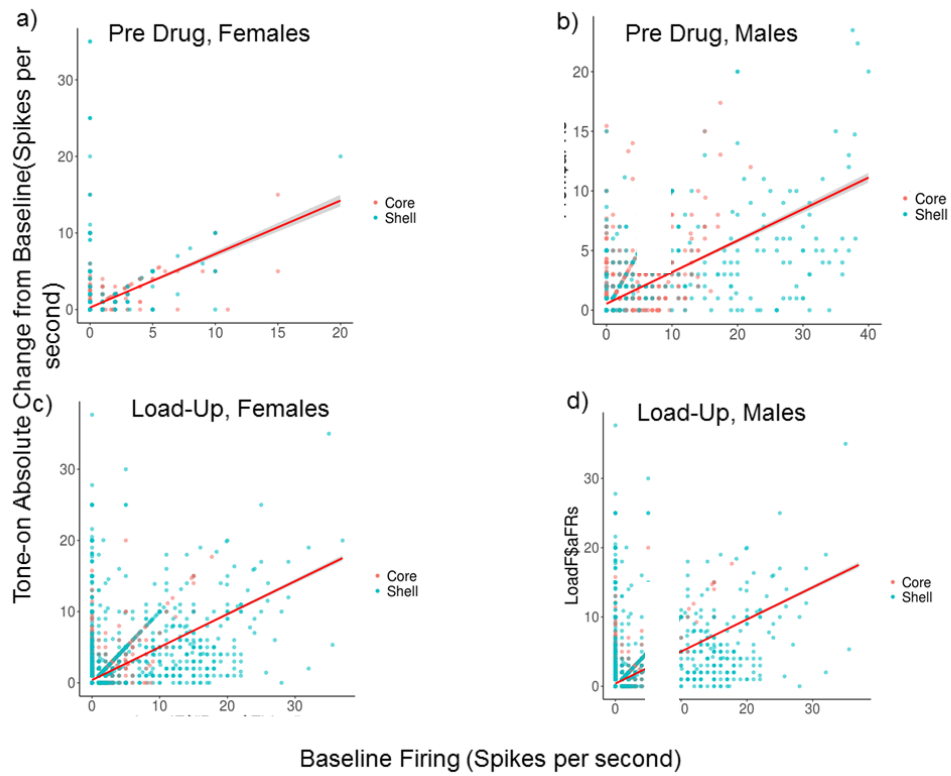 a)
Pre Drug, Females
b)
Pre Drug, Males
Tone-on Absolute Change from Baseline(Spikes per
second)
30
20
10
0
0
5
10
15
20
Core
Shell
20
15
10
5
0
0
10
20
30
40
Core
Shell
c)
Load-Up, Females
d)
Load-Up, Males
30
20
10
0
0
10
20
30
Core
Shell
LoadF$aFRs
30
20
10
0
0
0
20
30
Core
Shell
Baseline Firing (Spikes per second)